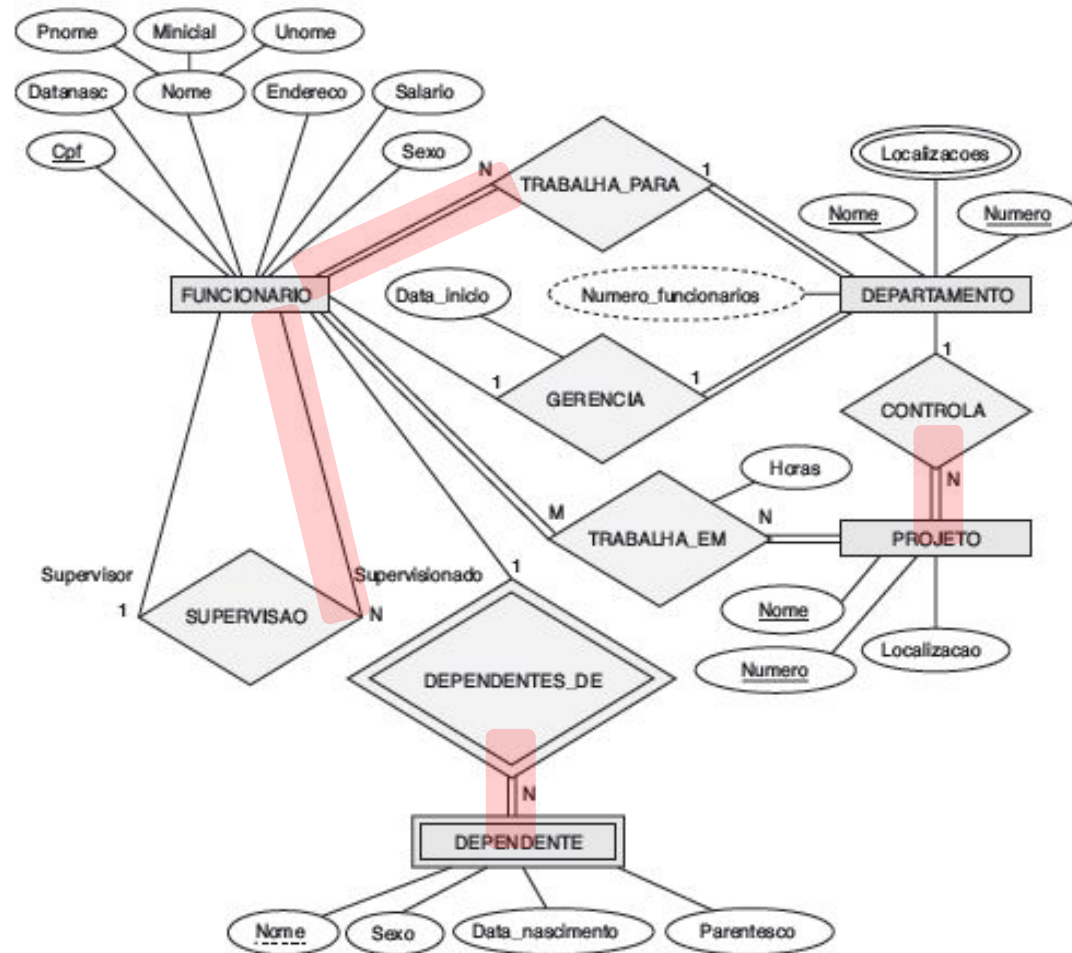 Pnome Minicial Unome
Datanasc Nome Endereco Salario
Cpf Sexo
N TRABALHA_PARA 1
Localizacoes
Nome Numero
FUNCIONARIO Data_inicio Numero_funcionarios DEPARTAMENTO
1 GERENCIA 1
1
CONTROLA
N
Horas
M TRABALHA_EM N PROJETO
Supervisor Supervisionado 1
1 SUPERVISAO N
Nome
Numero Localizacao
DEPENDENTES_DE
N
DEPENDENTE
Nome Sexo Data_nascimento Parentesco